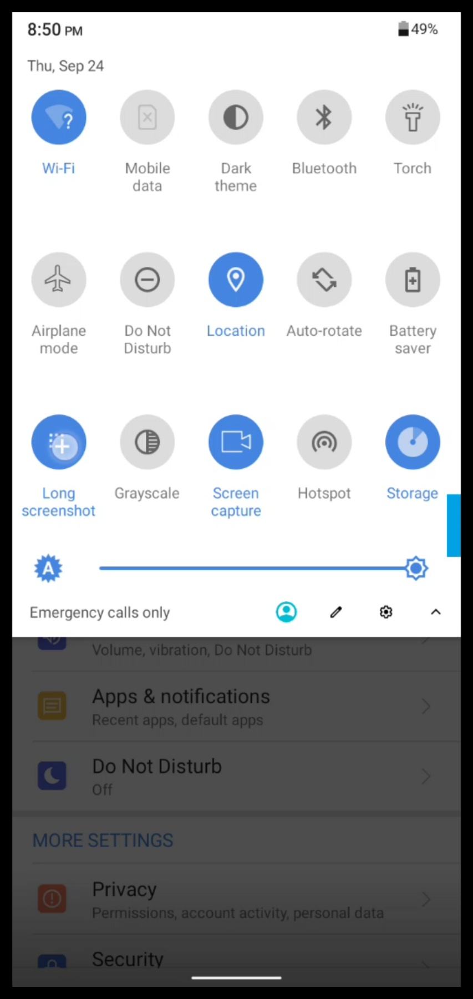 8:50 PM 49%
Thu, Sep 24
?
Wi-Fi Mobile Dark Bluetooth Torch
data theme
Airplane Do Not Location Auto-rotate Battery
mode Disturb saver
Long Grayscale Screen Hotspot Storage
screenshot capture
A
Emergency calls only
Volume, vibration, Do Not Disturb
Apps & notifications
Recent apps, default apps
Do Not Disturb
Off
MORE SETTINGS
Privacy
Permissions, account activity, personal data
Security